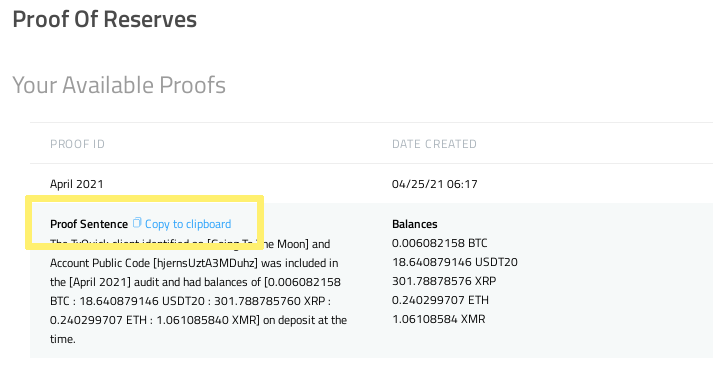 Proof Of Reserves
Your Available Proofs
PROOF ID
DATE CREATED
April 2021
04/25/21 06:17
Proof Sentence Copy to clipboard
The TxQuick client identified as [Going To The Moon] and
Account Public Code [hjernsUztA3MDuhz] was included in
the [April 2021] audit and had balances of [0.006082158
BTC : 18.640879146 USDT20 : 301.788785760 XRP :
0.240299707 ETH : 1.061085840 XMR] on deposit at the
time.
Balances
0.006082158 BTC
18.640879146 USDT20
301.78878576 XRP
0.240299707 ETH
1.06108584 XMR